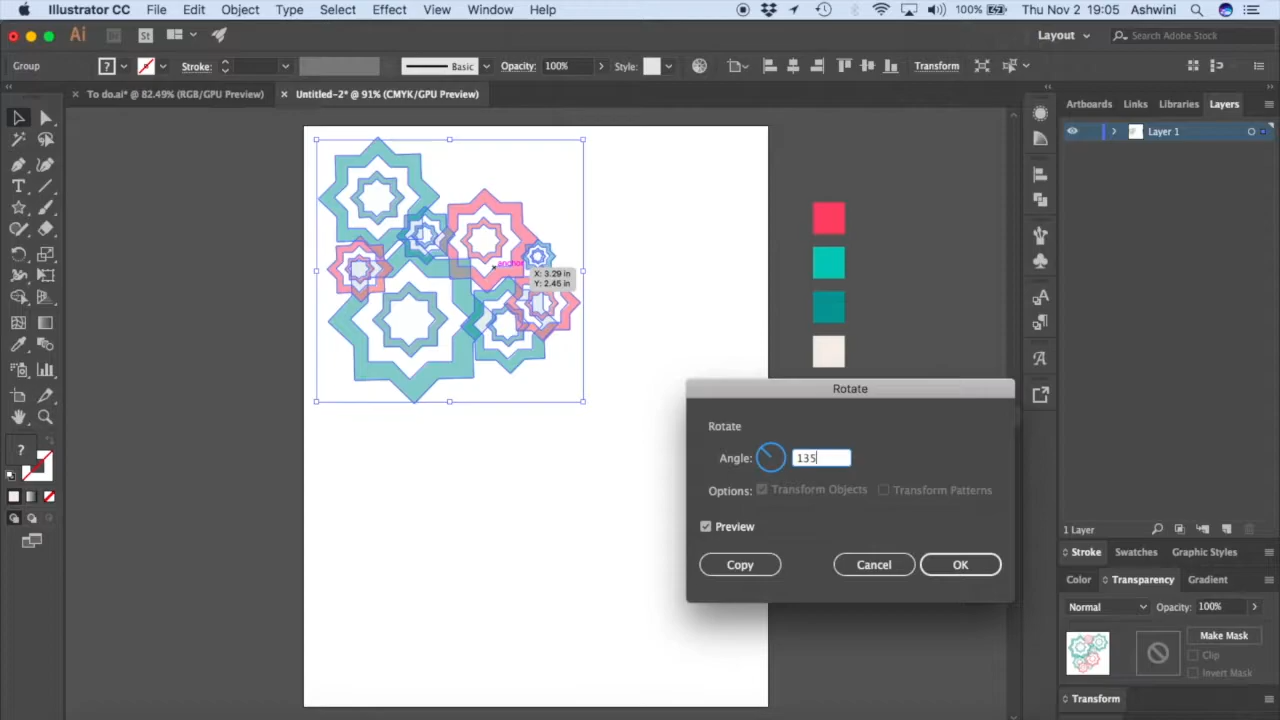 Illustrator CC File Edit Object Type Select Effect View Window Help 100% Thu Nov 2 19:05 Ashwini
Ai Br St Layout Search Adobe Stock
Group ? Stroke: Basic Opacity: 100% Style: Transform
× To do.ai* @ 82.49% (RGB/GPU Preview) × Untitled-2* @ 91% (CMYK/GPU Preview) Artboards Links Libraries Layers
Layer 1
anchor
X: 3.29 in
Y: 2.45 in
Rotate
Rotate
Angle: 135
Options: Transform Objects Transform Patterns
Preview
Copy Cancel OK
?
1 Layer
Stroke Swatches Graphic Styles
Color Transparency Gradient
Normal Opacity: 100%
Make Mask
Clip
Invert Mask
Transform